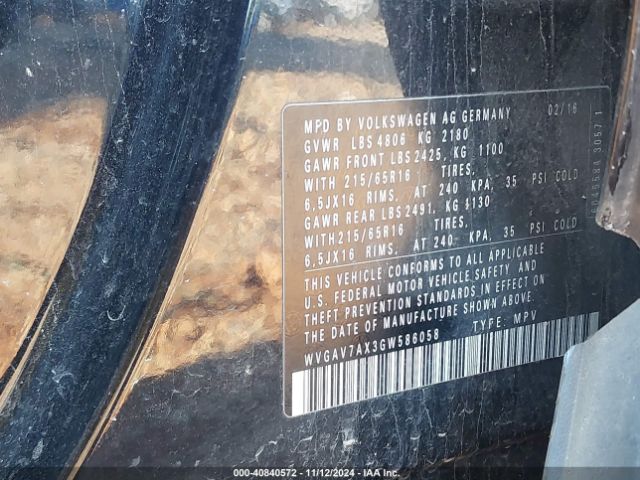 MFD BY VOLKSWAGEN AG GERMANY 02/16
GVWR LBS 4806 KG 2180
GAWR FRONT LBS 2425, KG 1100
WITH 215/65R16 TIRES,
6,5JX16 RIMS, AT 240 KPA, 35 PSI COLD
GAWR REAR LBS 2491, KG 1130
WITH 215/65R16 TIRES,
6,5JX16 RIMS, AT 240 KPA, 35 PSI COLD
THIS VEHICLE CONFORMS TO ALL APPLICABLE
U.S. FEDERAL MOTOR VEHICLE SAFETY AND
THEFT PREVENTION STANDARDS IN EFFECT ON
THE DATE OF MANUFACTURE SHOWN ABOVE.
WVGAV7AX3GW586058 TYPE: MPV
000-40840572 - 11/12/2024 - IAA Inc.